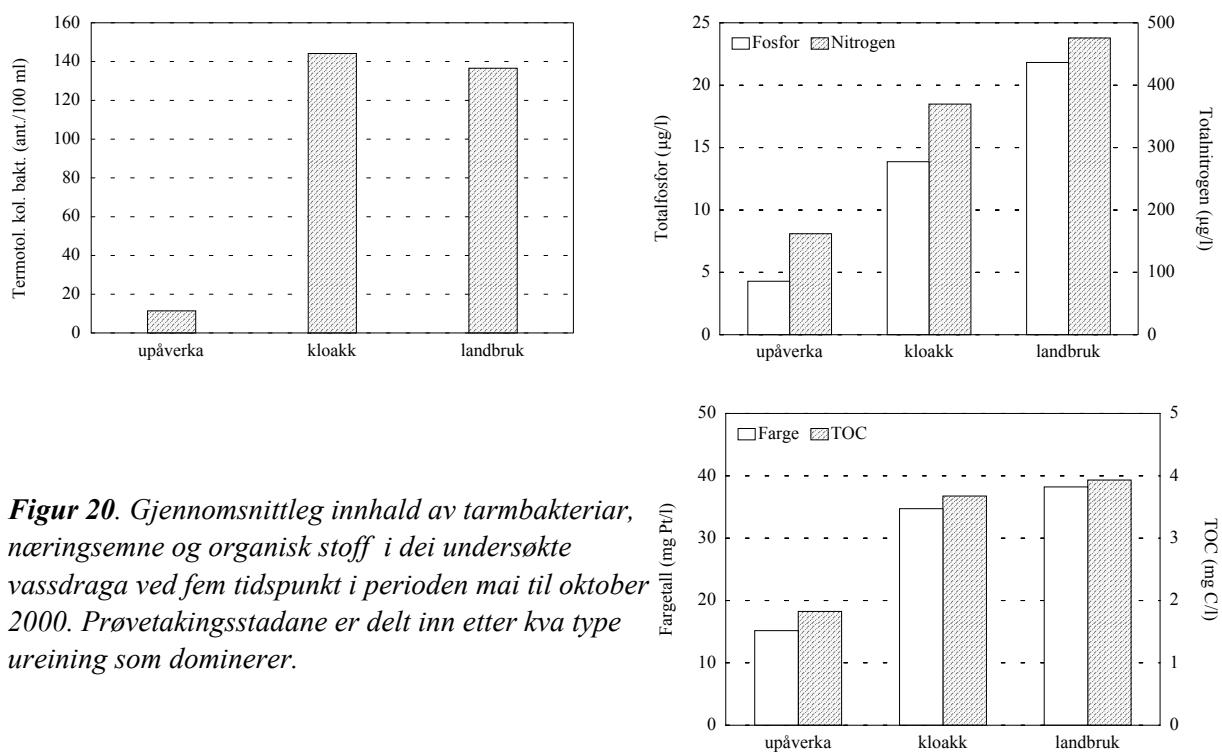 Termotol. kol. bakt. (ant./100 ml)
160
140
120
100
80
60
40
20
0
upåverka kloakk landbruk
Totalfosfor (µg/l)
25
20
15
10
5
0
Fosfor Nitrogen
500
400
300
200
100
0
Totalnitrogen (µg/l)
upåverka kloakk landbruk
Figur 20. Gjennomsnittleg innhald av tarmbakteriar,
næringsemne og organisk stoff i dei undersøkte
vassdraga ved fem tidspunkt i perioden mai til oktober
2000. Prøvetakingsstadane er delt inn etter kva type
ureining som dominerer.
Fargetall (mg Pt/l)
50
40
30
20
10
0
Farge TOC
5
4
3
2
1
0
TOC (mg C/l)
upåverka kloakk landbruk